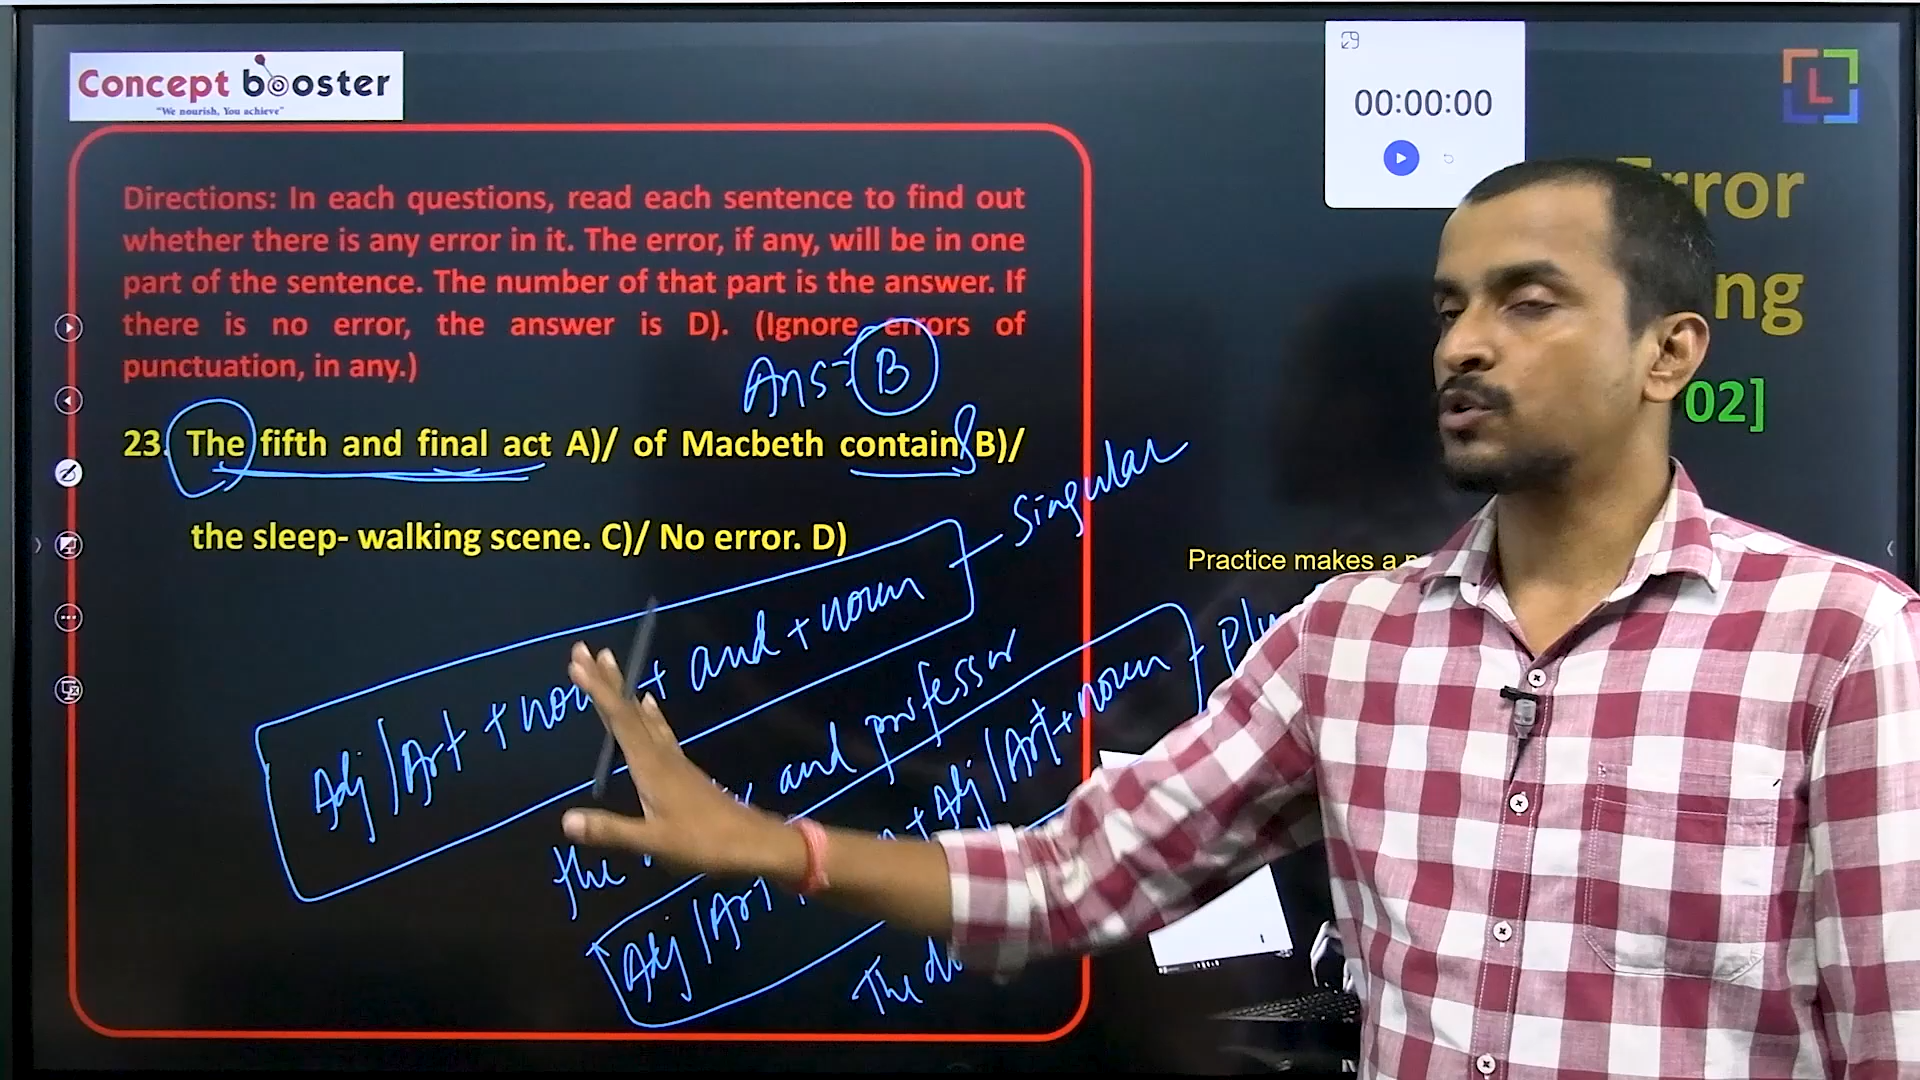 Concept booster
"We nourish, You achieve"
00:00:00
L
Error
ng
02]
Directions: In each questions, read each sentence to find out
whether there is any error in it. The error, if any, will be in one
part of the sentence. The number of that part is the answer. If
there is no error, the answer is D). (Ignore errors of
punctuation, in any.)
Ans = B
23. The fifth and final act A)/ of Macbeth contain B)/
the sleep- walking scene. C)/ No error. D)
Practice makes a
Adj/Art + noun + and + noun - Singular
the and professor
Adj/Art + + Adj/Art + noun - plu
The